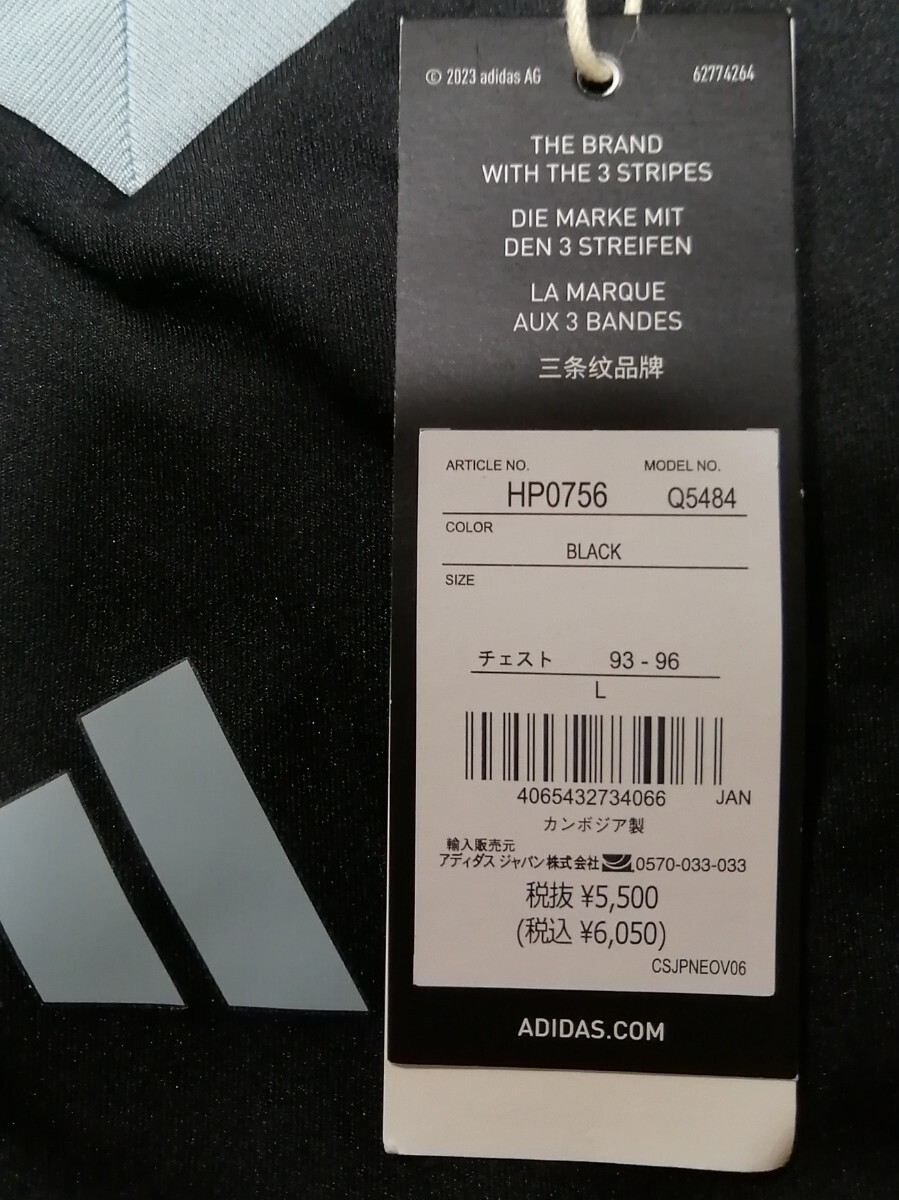 © 2023 adidas AG 62774264
THE BRAND
WITH THE 3 STRIPES
DIE MARKE MIT
DEN 3 STREIFEN
LA MARQUE
AUX 3 BANDES
三条纹品牌
ARTICLE NO. MODEL NO.
HP0756 Q5484
COLOR
BLACK
SIZE
チェスト 93 - 96
L
4065432734066 JAN
カンボジア製
輸入販売元
アディダス ジャパン株式会社 0570-033-033
税抜 ¥5,500
(税込 ¥6,050)
CSJPNEOV06
ADIDAS.COM